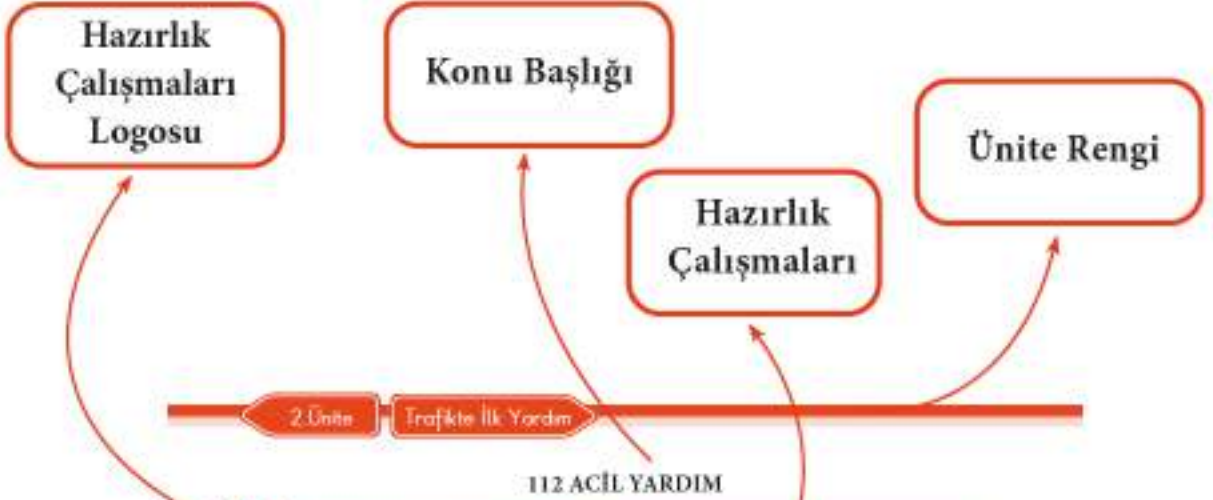 Hazırlık
Çalışmaları
Logosu
Konu Başlığı
Ünite Rengi
Hazırlık
Çalışmaları
2.Ünite
Trafikte İlk Yardım
112 ACİL YARDIM